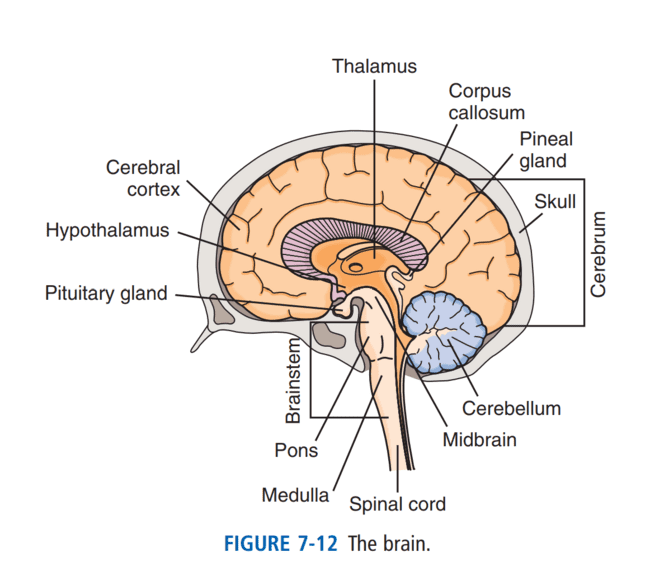 Thalamus
Corpus
callosum
Pineal
gland
Cerebral
cortex
Skull
Hypothalamus
Cerebrum
Pituitary gland
Brainstem
Cerebellum
Midbrain
Pons
Medulla
Spinal cord
FIGURE 7-12 The brain.